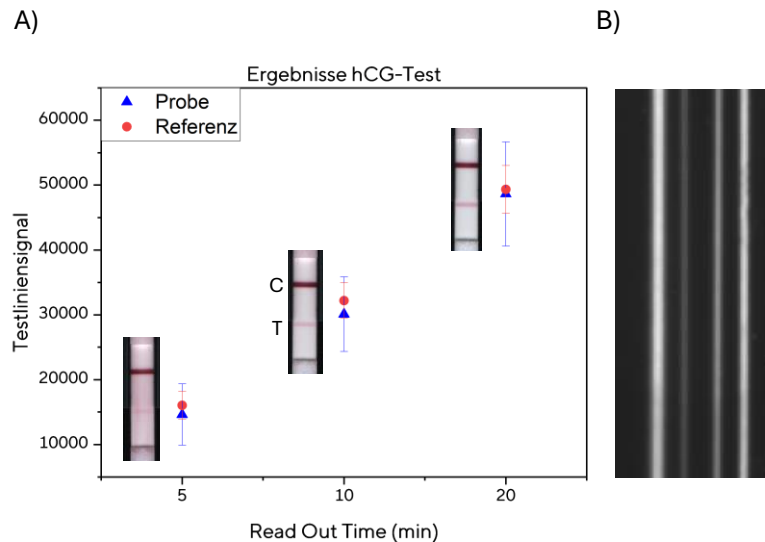 A)
B)
Ergebnisse hCG-Test
Probe
Referenz
60000
50000
40000
30000
20000
10000
Testliniensignal
C
T
5
10
20
Read Out Time (min)